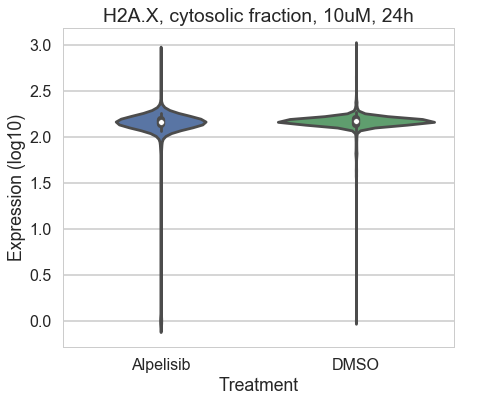 H2A.X, cytosolic fraction, 10uM, 24h
Expression (log10)
3.0
2.5
2.0
1.5
1.0
0.5
0.0
Alpelisib
DMSO
Treatment